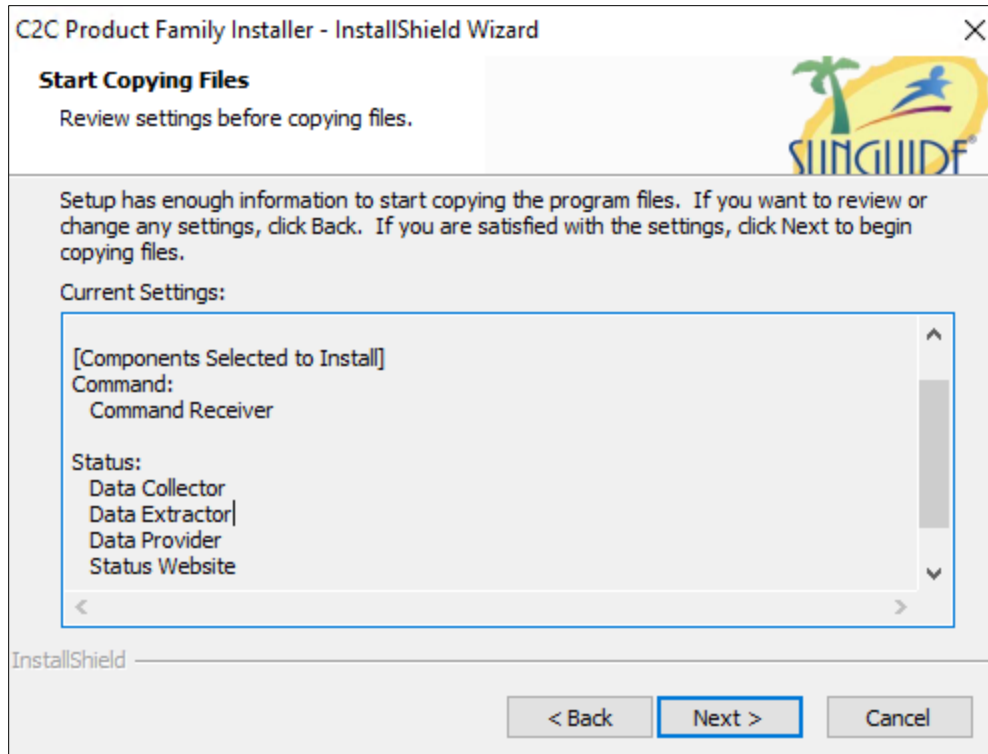 C2C Product Family Installer - InstallShield Wizard
Start Copying Files
Review settings before copying files.
SUNGUIDE®
Setup has enough information to start copying the program files. If you want to review or
change any settings, click Back. If you are satisfied with the settings, click Next to begin
copying files.
Current Settings:
[Components Selected to Install]
Command:
Command Receiver
Status:
Data Collector
Data Extractor
Data Provider
Status Website
InstallShield
< Back
Next >
Cancel